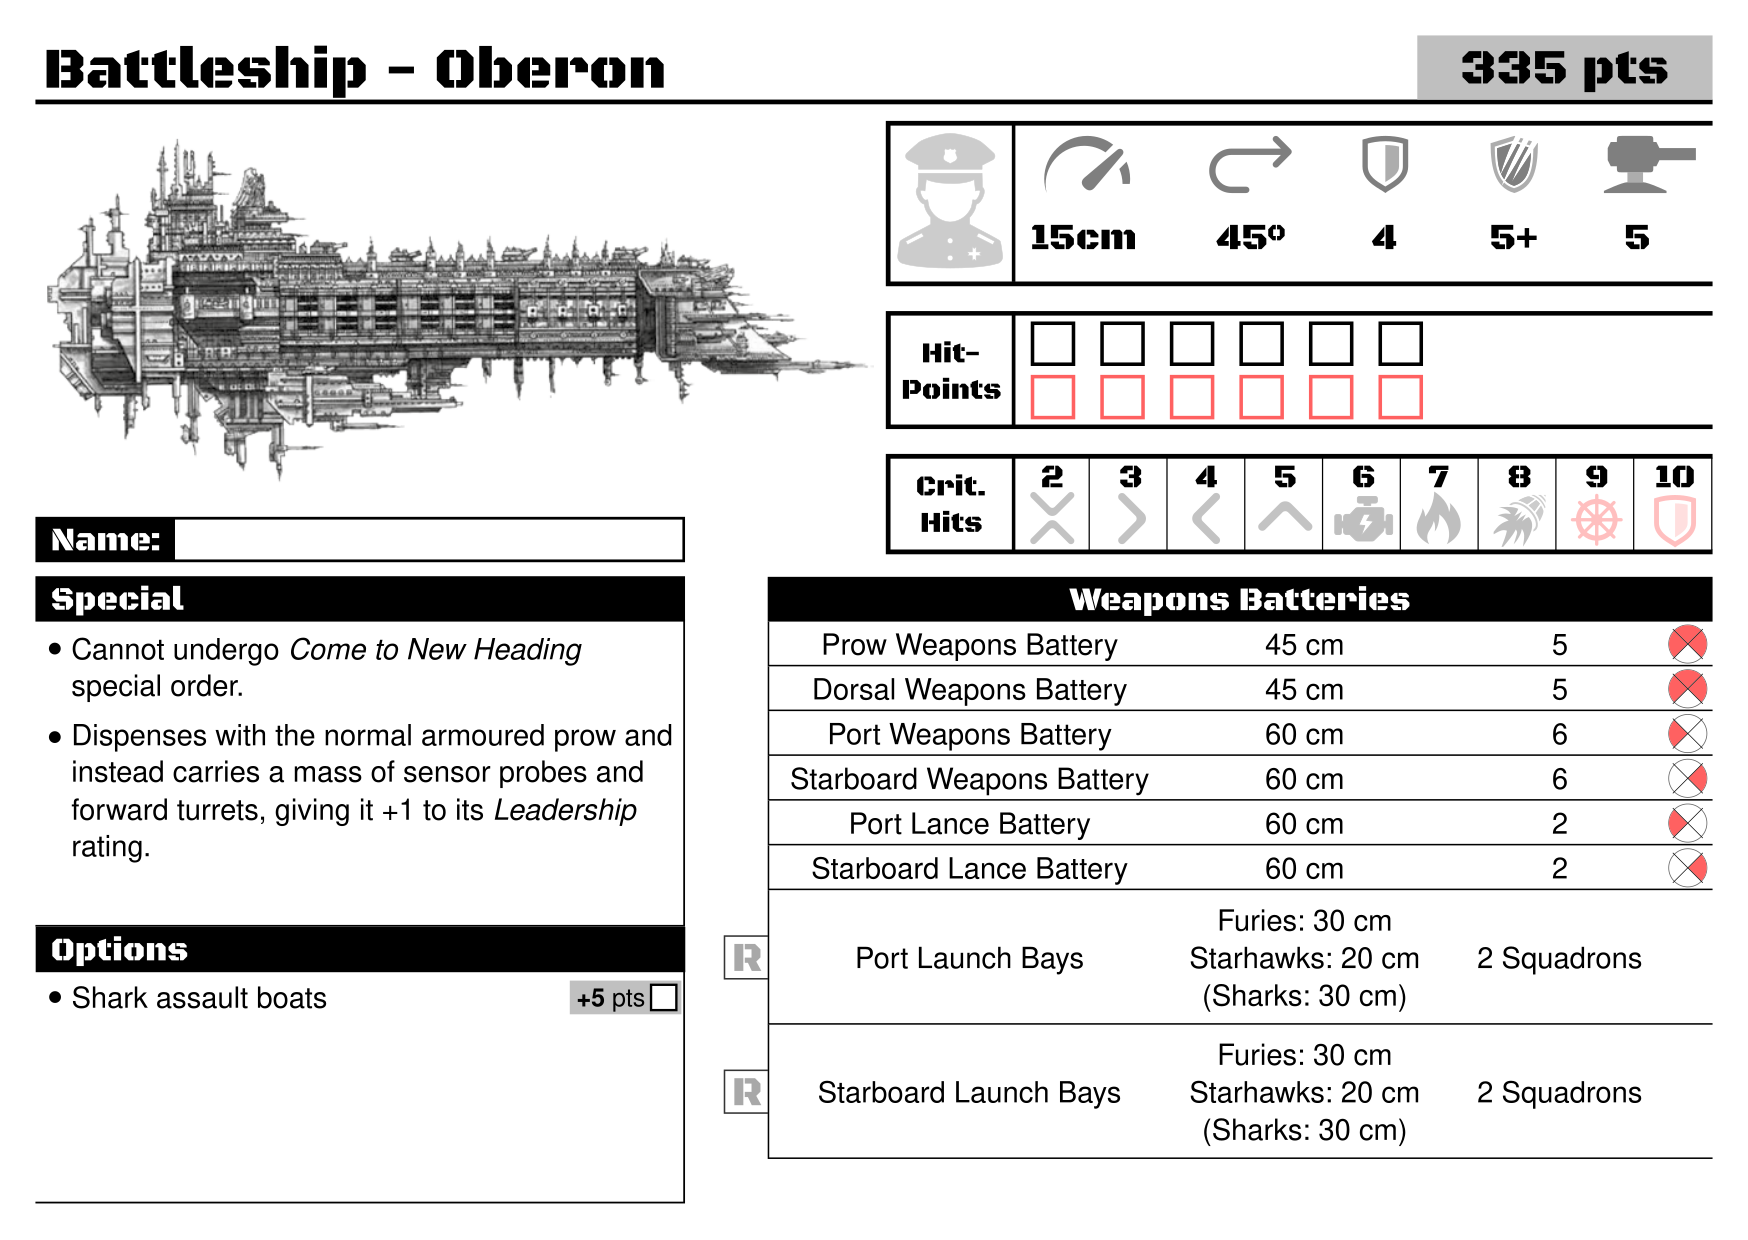 Battleship - Oberon
335 pts
15cm 45º 4 5+ 5
Hit-
Points
Crit.
Hits
2 3 4 5 6 7 8 9 10
Name:
Special
• Cannot undergo Come to New Heading
special order.
• Dispenses with the normal armoured prow and
instead carries a mass of sensor probes and
forward turrets, giving it +1 to its Leadership
rating.
Options
• Shark assault boats +5 pts
Weapons Batteries
Prow Weapons Battery 45 cm 5
Dorsal Weapons Battery 45 cm 5
Port Weapons Battery 60 cm 6
Starboard Weapons Battery 60 cm 6
Port Lance Battery 60 cm 2
Starboard Lance Battery 60 cm 2
Furies: 30 cm
R Port Launch Bays Starhawks: 20 cm 2 Squadrons
(Sharks: 30 cm)
Furies: 30 cm
R Starboard Launch Bays Starhawks: 20 cm 2 Squadrons
(Sharks: 30 cm)